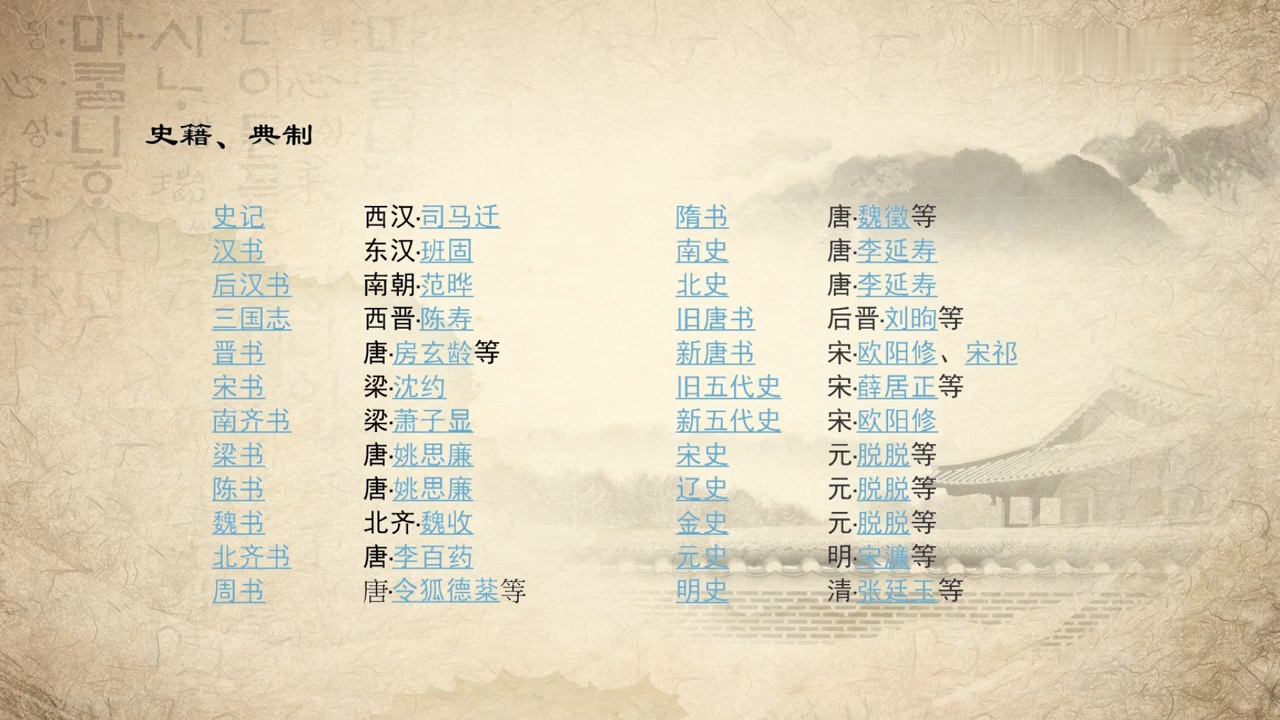 史籍、典制
史记 西汉·司马迁
汉书 东汉·班固
后汉书 南朝·范晔
三国志 西晋·陈寿
晋书 唐·房玄龄等
宋书 梁·沈约
南齐书 梁·萧子显
梁书 唐·姚思廉
陈书 唐·姚思廉
魏书 北齐·魏收
北齐书 唐·李百药
周书 唐·令狐德棻等
隋书 唐·魏徵等
南史 唐·李延寿
北史 唐·李延寿
旧唐书 后晋·刘昫等
新唐书 宋·欧阳修、宋祁
旧五代史 宋·薛居正等
新五代史 宋·欧阳修
宋史 元·脱脱等
辽史 元·脱脱等
金史 元·脱脱等
元史 明·宋濂等
明史 清·张廷玉等